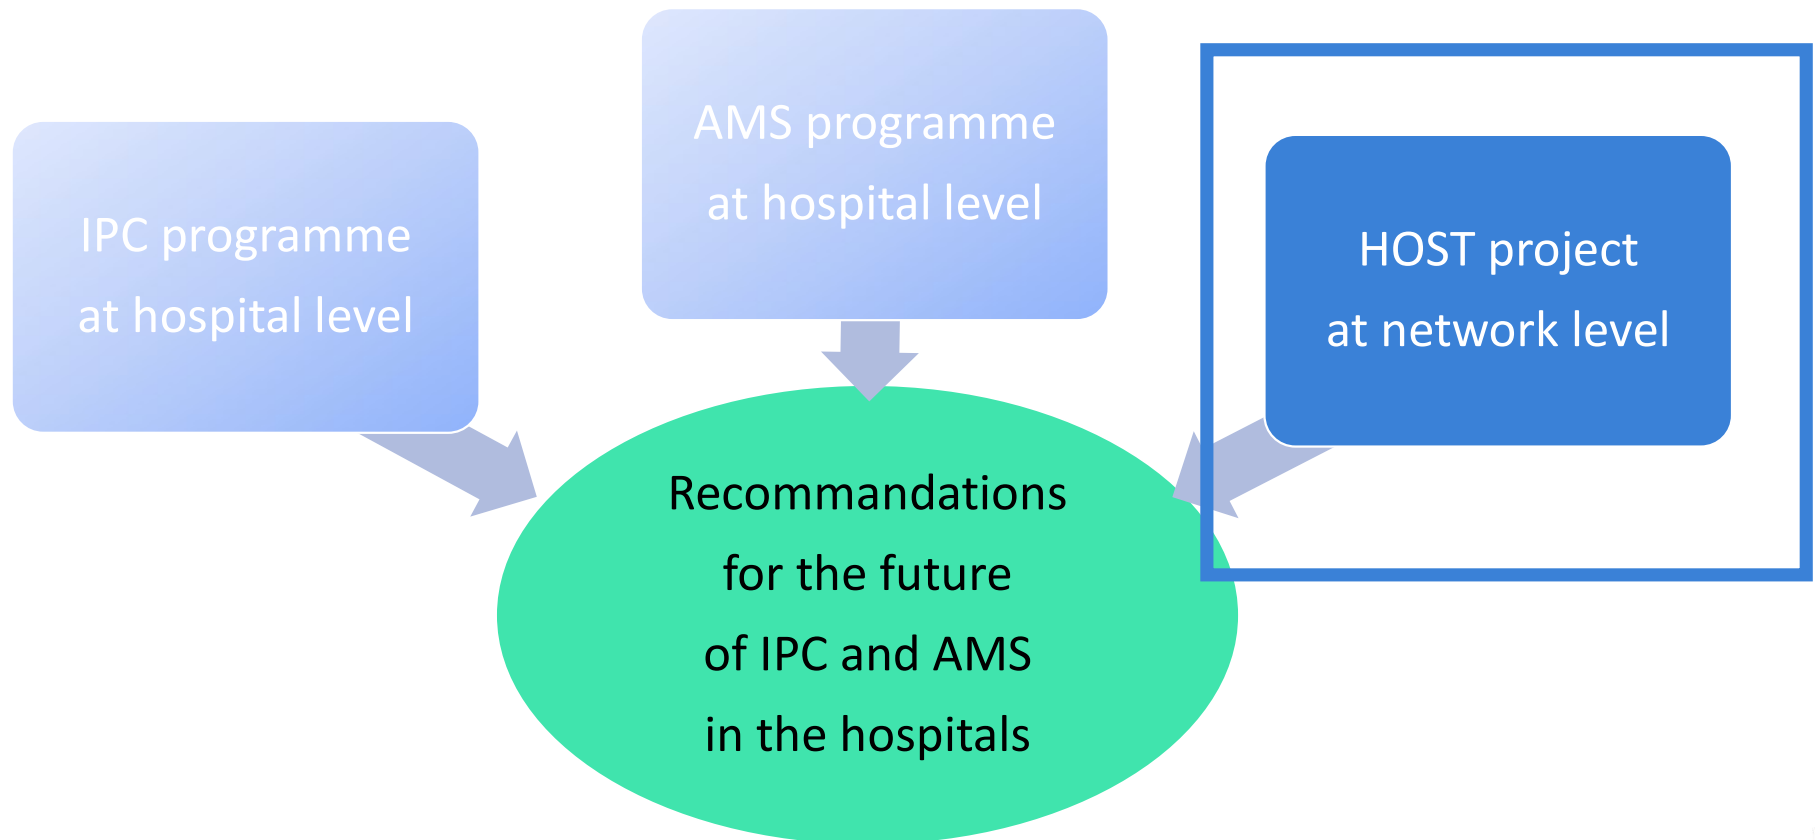 IPC programme
at hospital level
AMS programme
at hospital level
HOST project
at network level
Recommandations
for the future
of IPC and AMS
in the hospitals